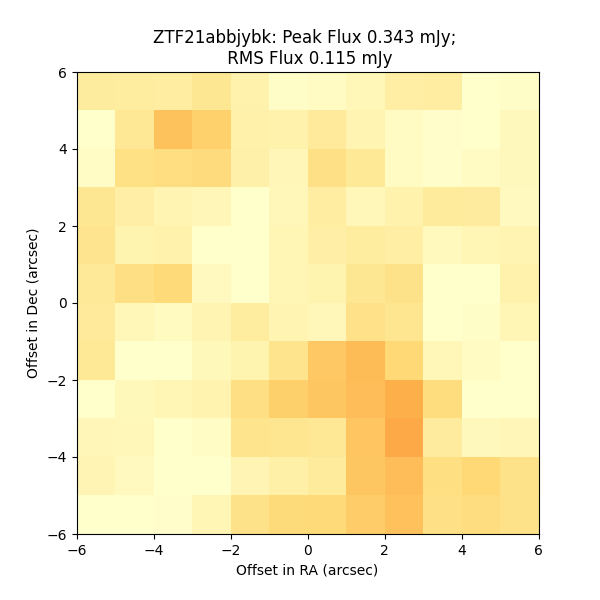 ZTF21abbjybk: Peak Flux 0.343 mJy;
RMS Flux 0.115 mJy
6
4
2
0
−2
−4
−6
Offset in Dec (arcsec)
−6 −4 −2 0 2 4 6
Offset in RA (arcsec)